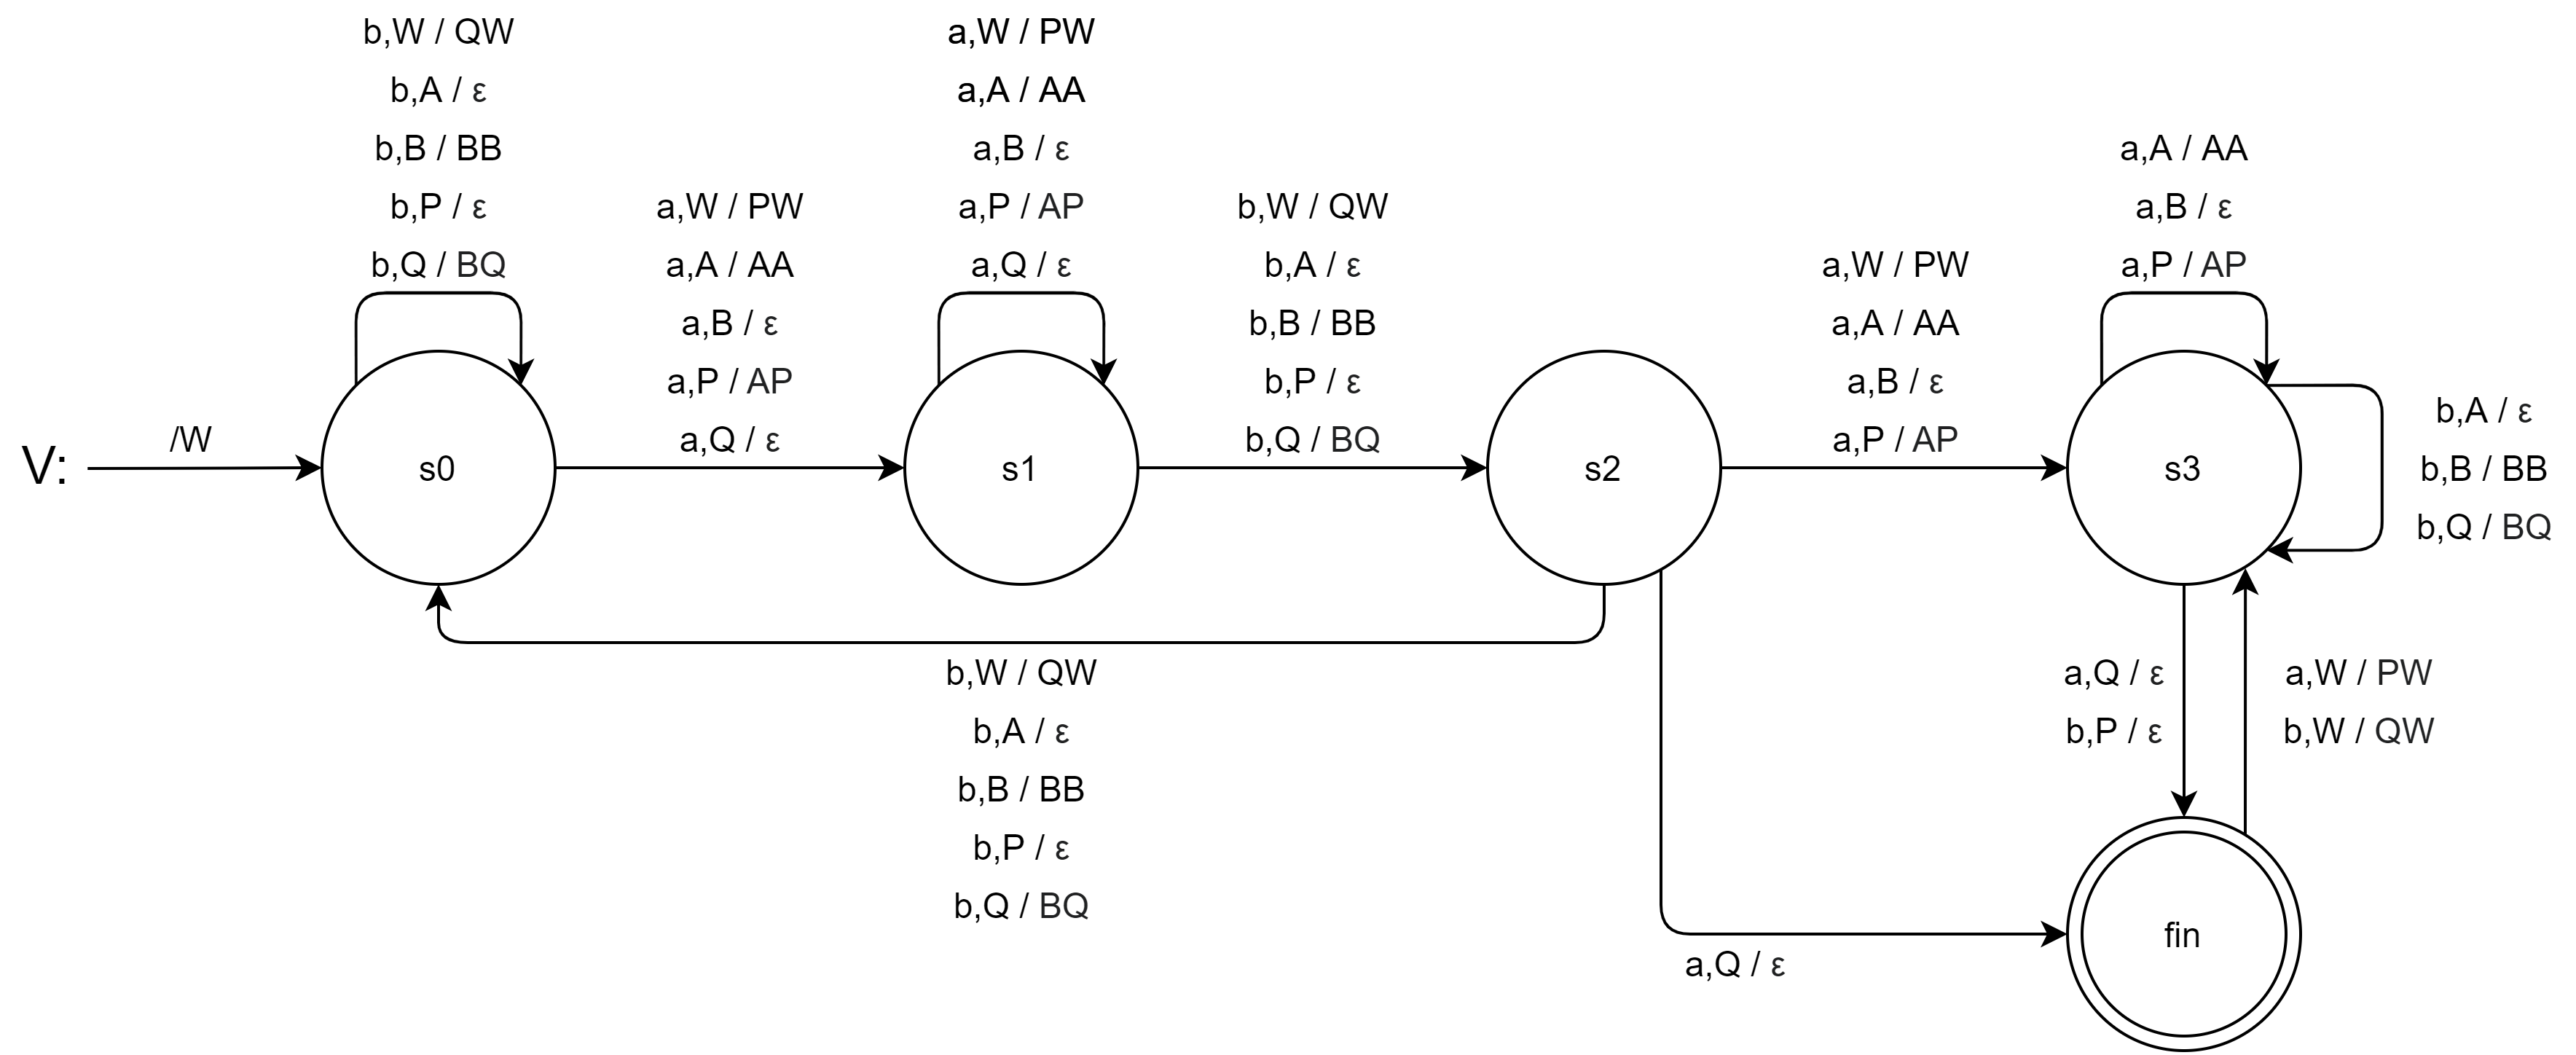 b,W / QW
b,A / ε
b,B / BB
b,P / ε
b,Q / BQ
a,W / PW
a,A / AA
a,B / ε
a,P / AP
a,Q / ε
a,W / PW
a,A / AA
a,B / ε
a,P / AP
a,Q / ε
b,W / QW
b,A / ε
b,B / BB
b,P / ε
b,Q / BQ
a,W / PW
a,A / AA
a,B / ε
a,P / AP
a,A / AA
a,B / ε
a,P / AP
b,A / ε
b,B / BB
b,Q / BQ
V:
/W
s0
s1
s2
s3
b,W / QW
b,A / ε
b,B / BB
b,P / ε
b,Q / BQ
a,Q / ε
b,P / ε
a,W / PW
b,W / QW
a,Q / ε
fin